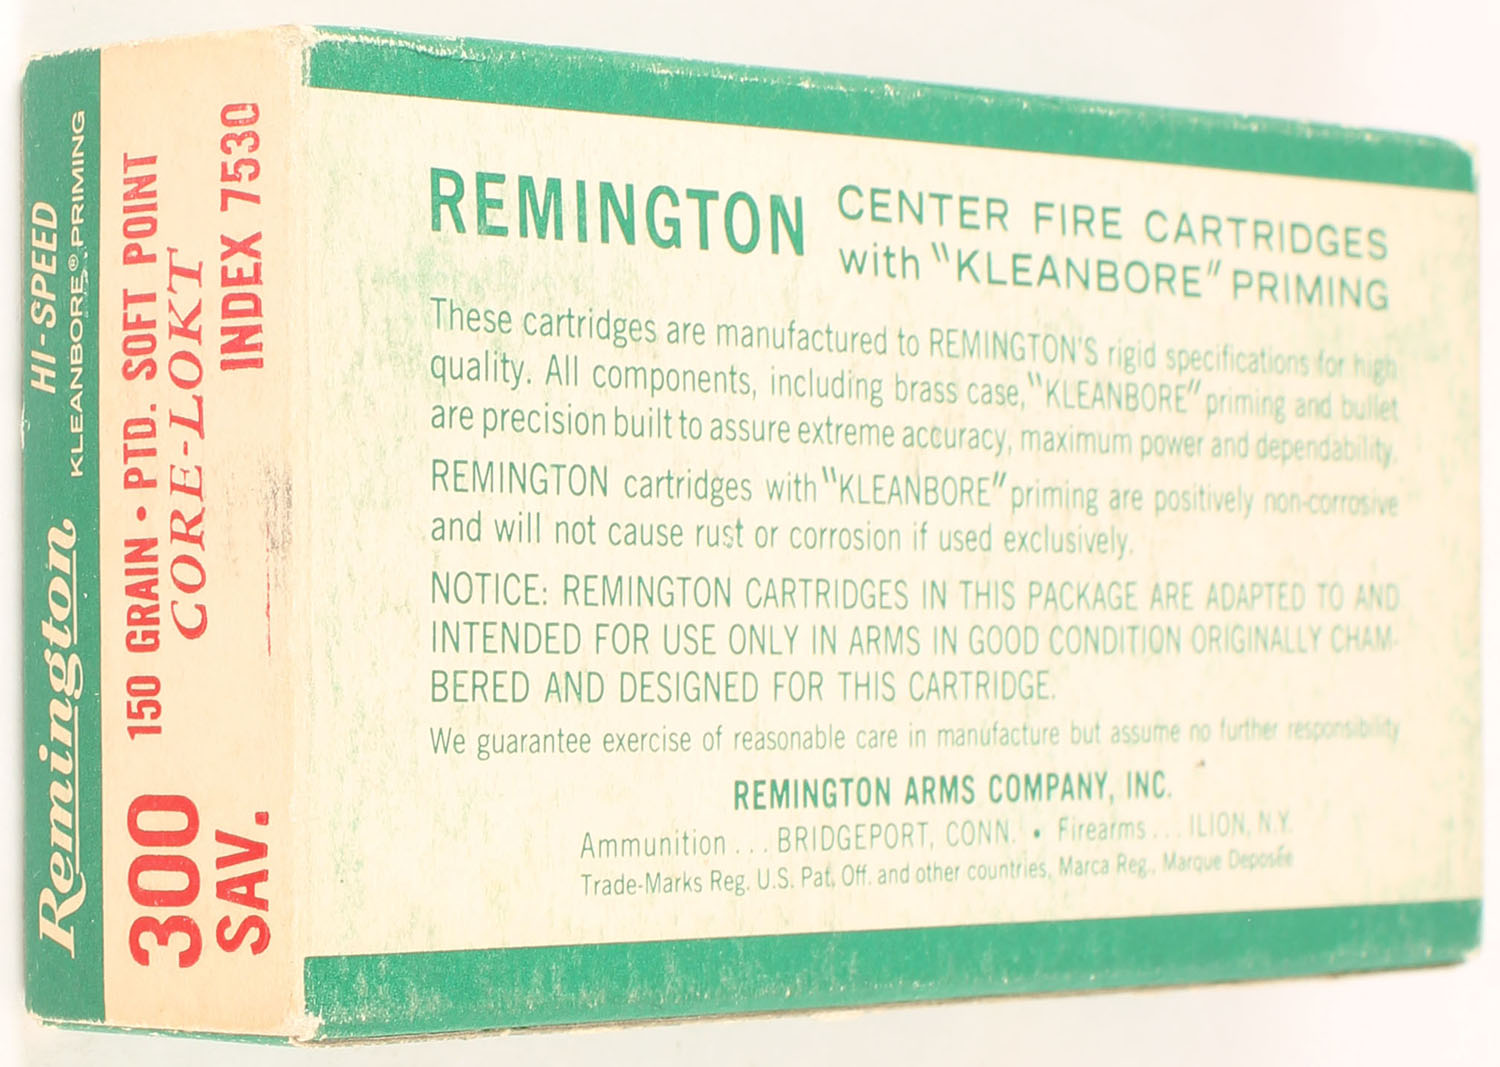 Remington HI-SPEED
KLEANBORE® PRIMING
300 150 GRAIN • PTD. SOFT POINT
CORE-LOKT
SAV. INDEX 7530
REMINGTON CENTER FIRE CARTRIDGES
with "KLEANBORE" PRIMING
These cartridges are manufactured to REMINGTON'S rigid specifications for high
quality. All components, including brass case, "KLEANBORE" priming and bullet
are precision built to assure extreme accuracy, maximum power and dependability.
REMINGTON cartridges with "KLEANBORE" priming are positively non-corrosive
and will not cause rust or corrosion if used exclusively.
NOTICE: REMINGTON CARTRIDGES IN THIS PACKAGE ARE ADAPTED TO AND
INTENDED FOR USE ONLY IN ARMS IN GOOD CONDITION ORIGINALLY CHAM-
BERED AND DESIGNED FOR THIS CARTRIDGE.
We guarantee exercise of reasonable care in manufacture but assume no further responsibility
REMINGTON ARMS COMPANY, INC.
Ammunition . . . BRIDGEPORT, CONN. • Firearms . . . ILION, N.Y.
Trade-Marks Reg. U.S. Pat. Off. and other countries, Marca Reg., Marque Deposée